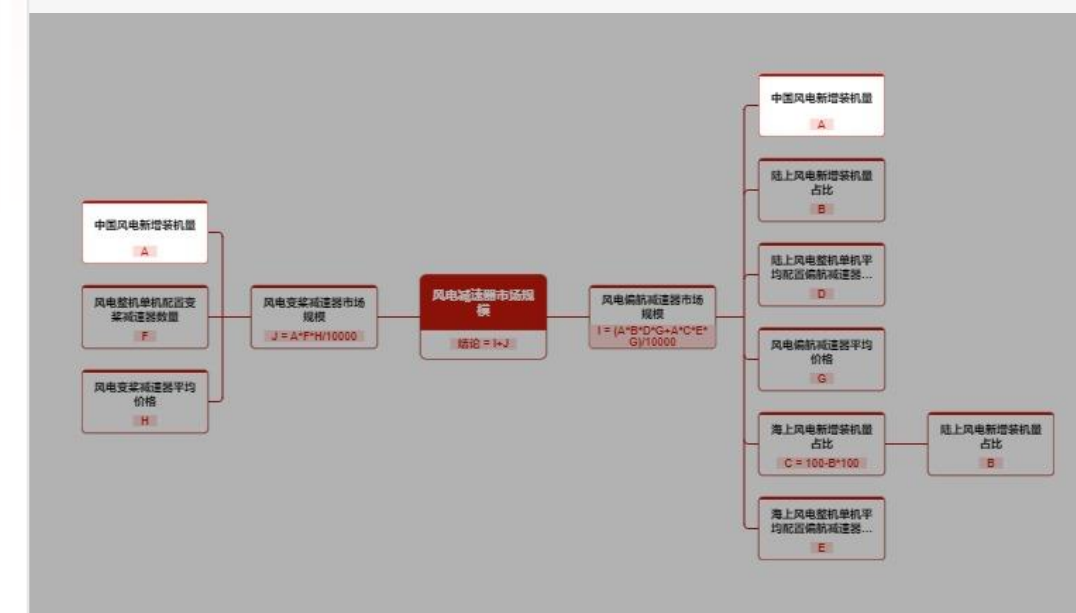 中国风电新增装机量
A
风电整机单机配置变
桨减速器数量
F
风电变桨减速器平均
价格
H
风电变桨减速器市场
规模
J = A*F*H/10000
风电减速器市场规
模
结论 = I+J
风电偏航减速器市场
规模
I = (A*B*D*G+A*C*E*
G)/10000
中国风电新增装机量
A
陆上风电新增装机量
占比
B
陆上风电整机单机平
均配置偏航减速器...
D
风电偏航减速器平均
价格
G
海上风电新增装机量
占比
C = 100-B*100
陆上风电新增装机量
占比
B
海上风电整机单机平
均配置偏航减速器...
E